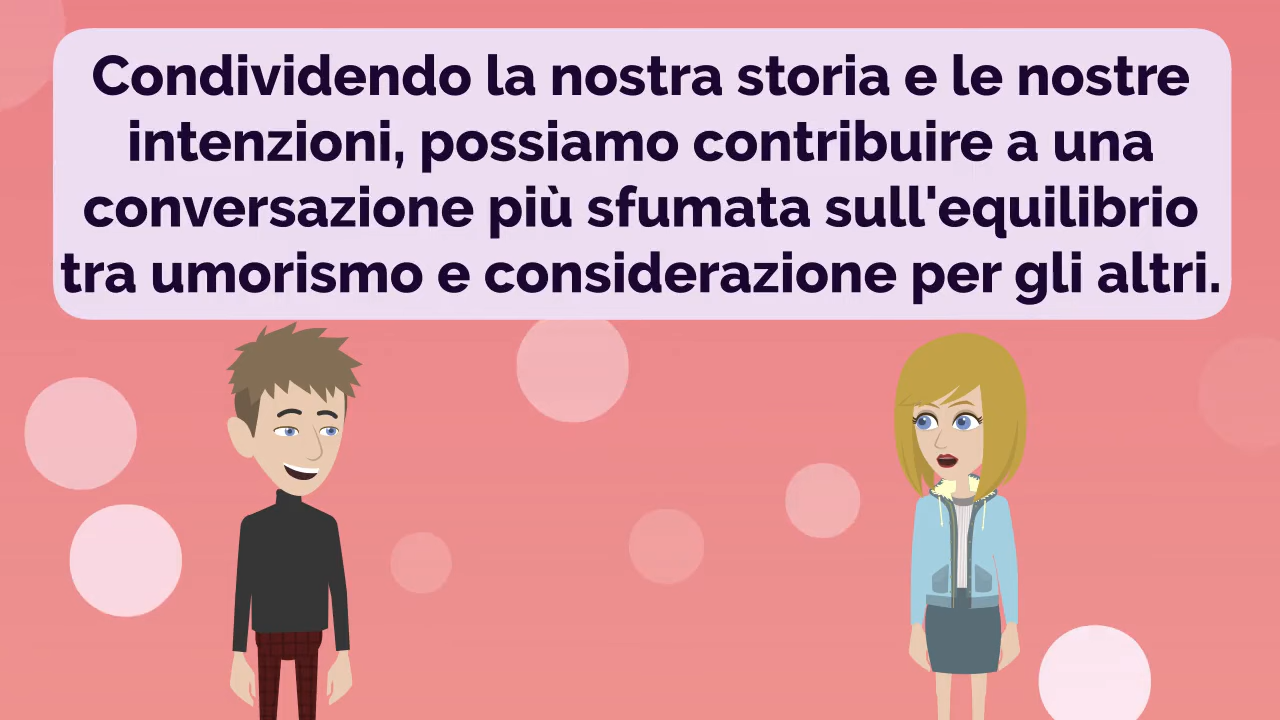 Condividendo la nostra storia e le nostre
intenzioni, possiamo contribuire a una
conversazione più sfumata sull'equilibrio
tra umorismo e considerazione per gli altri.